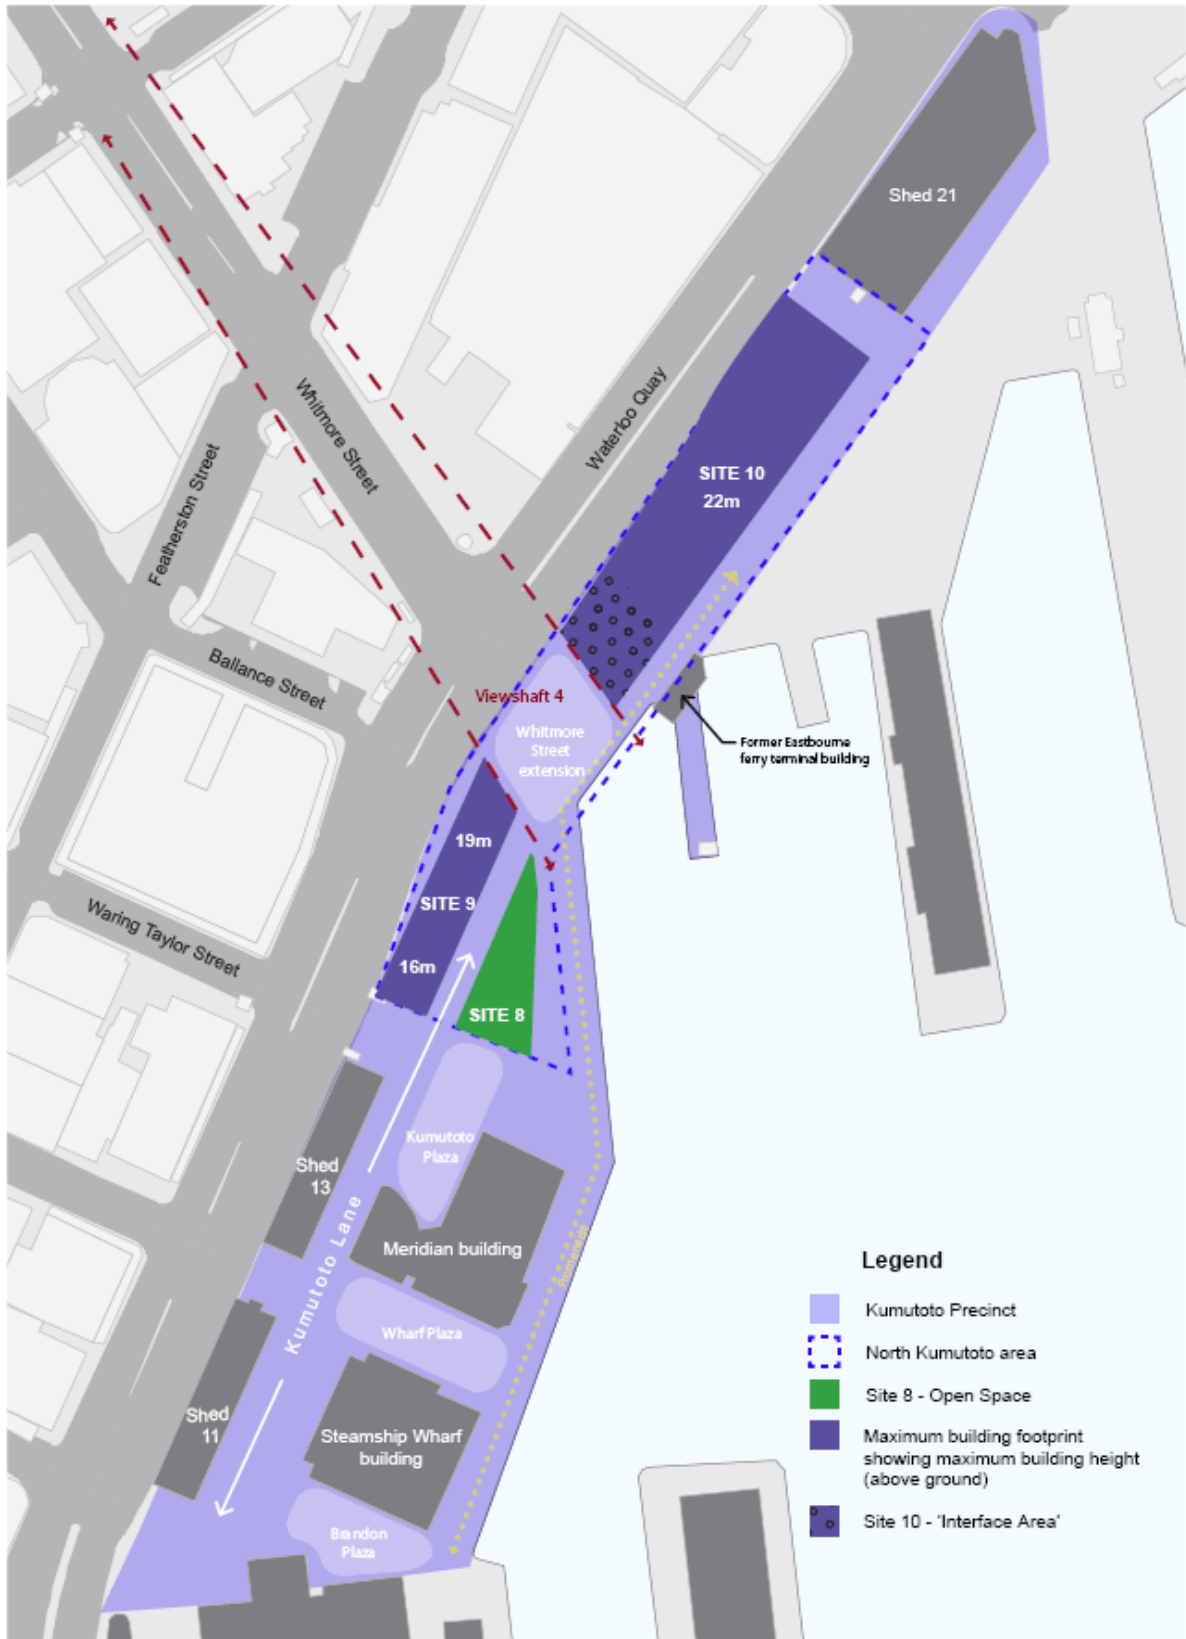 Shed 21
Whitmore Street
Waterloo Quay
Featherston Street
SITE 10
22m
Ballance Street
Viewshaft 4
Whitmore
Street
extension
Former Eastbourne
ferry terminal building
19m
SITE 9
16m
Waring Taylor Street
SITE 8
Kumutoto
Plaza
Shed
13
Kumutoto Lane
Meridian building
Promenade
Wharf Plaza
Shed
11
Steamship Wharf
building
Brandon
Plaza
Legend
Kumutoto Precinct
North Kumutoto area
Site 8 - Open Space
Maximum building footprint
showing maximum building height
(above ground)
Site 10 - 'Interface Area'